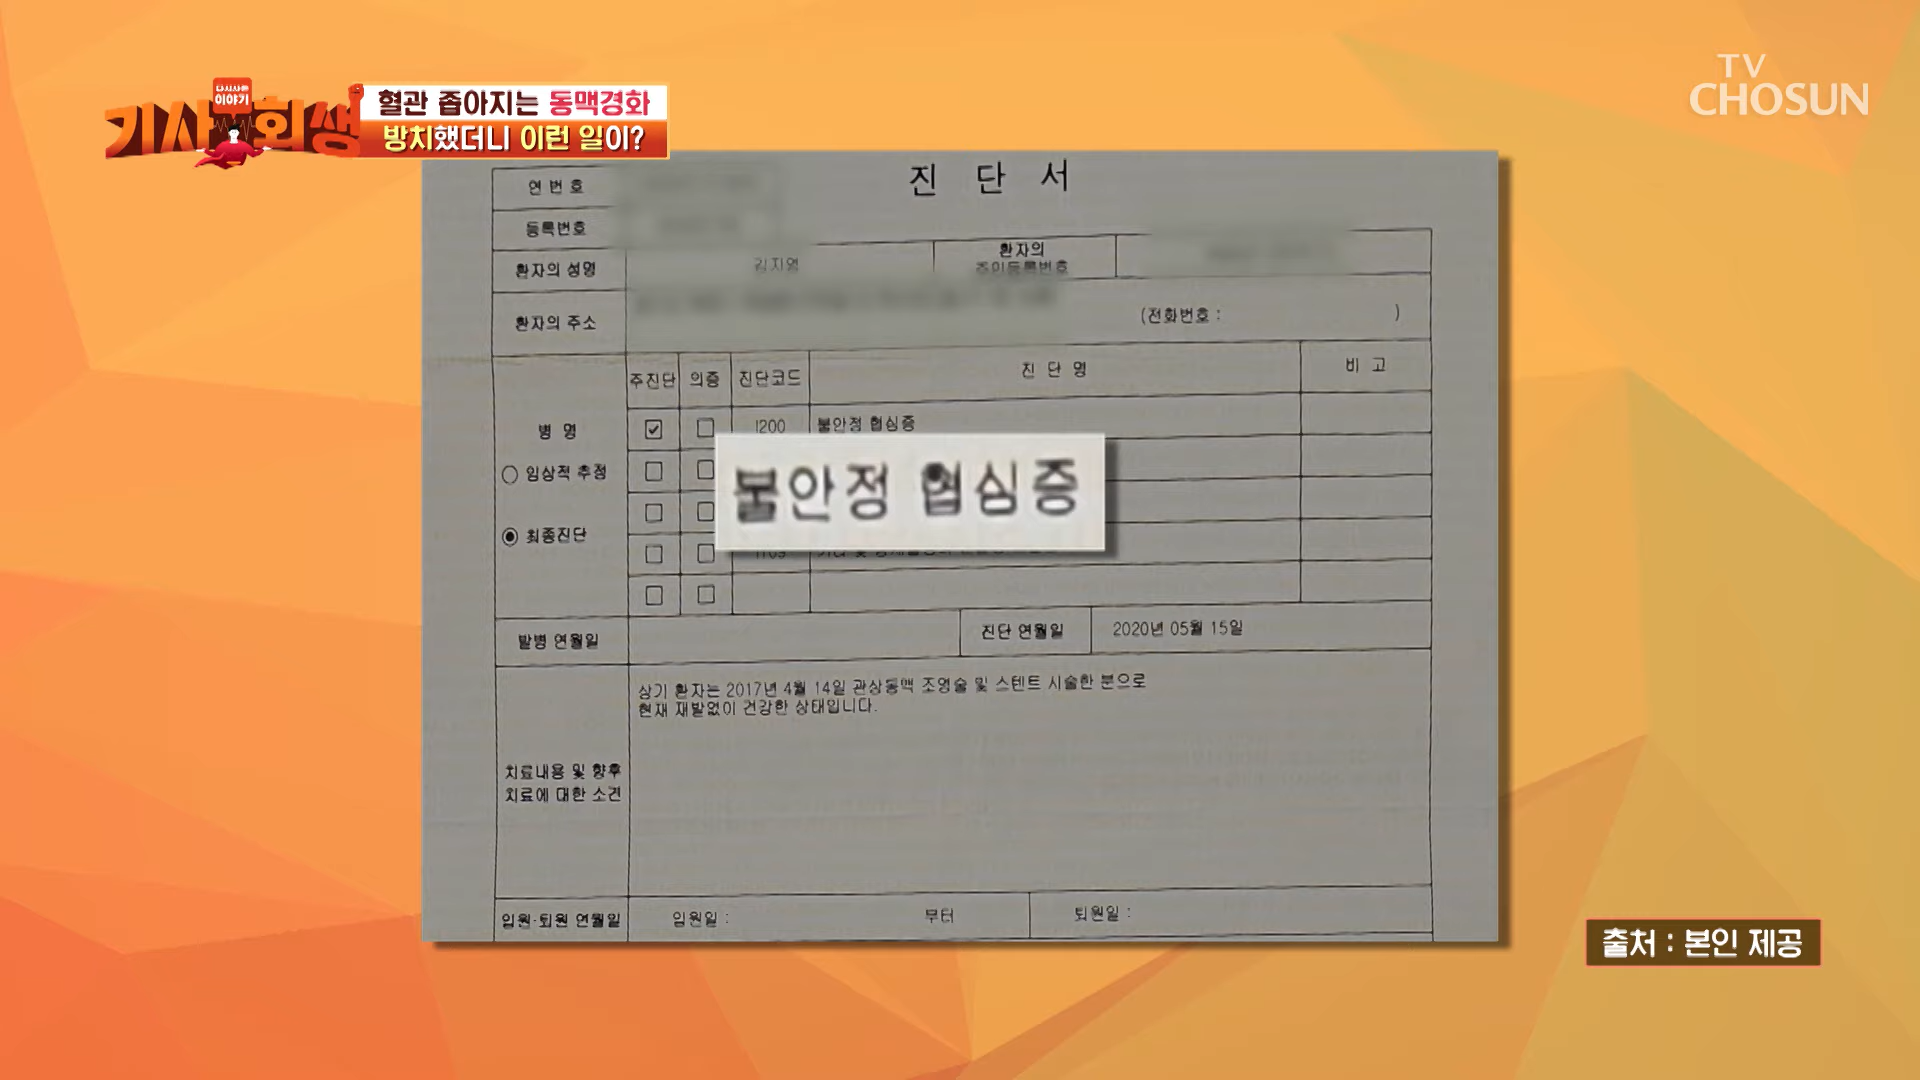 다시 사는 이야기
기사회생
혈관 좁아지는 동맥경화
방치했더니 이런 일이?
TV
CHOSUN
진 단 서
연 번 호
등록번호
환자의 성명 김지영
환자의 주민등록번호
환자의 주소 (전화번호 : )
병 명
주진단 의증 진단코드 진 단 명 비 고
I200 불안정 협심증
불안정 협심증
임상적 추정
최종진단
발병 연월일 진단 연월일 2020년 05월 15일
상기 환자는 2017년 4월 14일 관상동맥 조영술 및 스텐트 시술한 분으로
현재 재발없이 건강한 상태입니다.
치료내용 및 향후
치료에 대한 소견
입원·퇴원 연월일 입원일 : 부터 퇴원일 :
출처 : 본인 제공